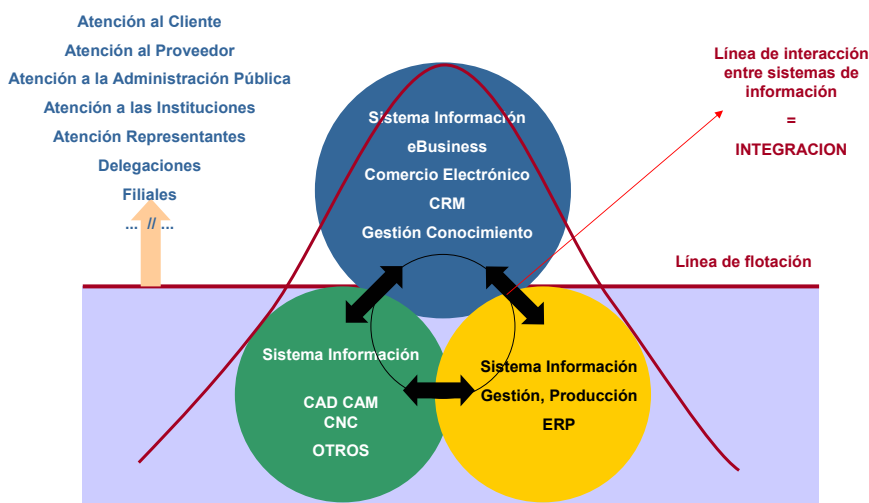 Atención al Cliente
Atención al Proveedor
Atención a la Administración Pública
Atención a las Instituciones
Atención Representantes
Delegaciones
Filiales
... // ...
Línea de interacción
entre sistemas de
información
=
INTEGRACION
Sistema Información
eBusiness
Comercio Electrónico
CRM
Gestión Conocimiento
Línea de flotación
Sistema Información
CAD CAM
CNC
OTROS
Sistema Información
Gestión, Producción
ERP